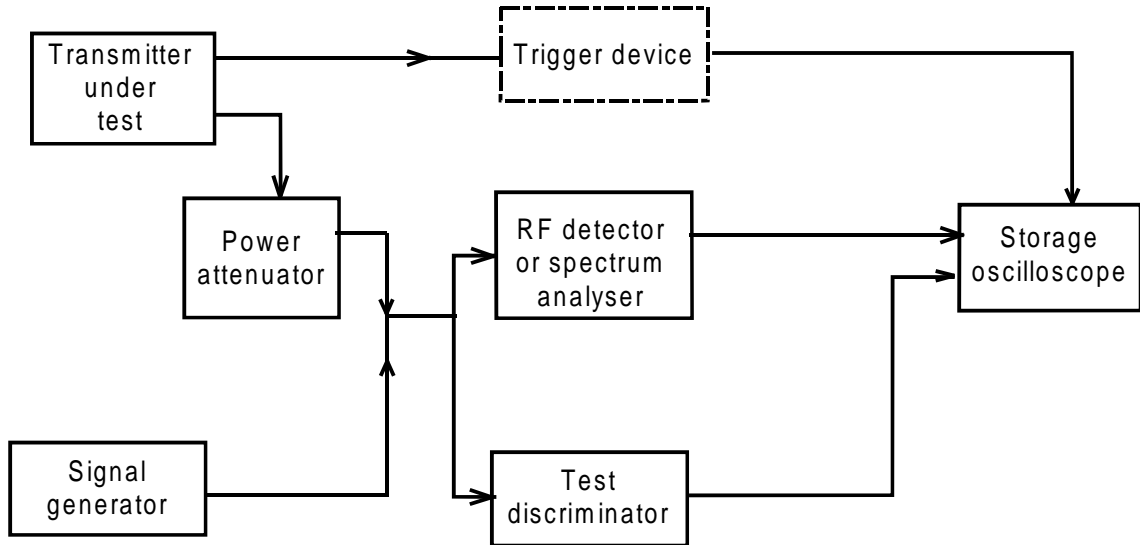 Transmitter
under
test
Trigger device
Power
attenuator
RF detector
or spectrum
analyser
Storage
oscilloscope
Signal
generator
Test
discriminator